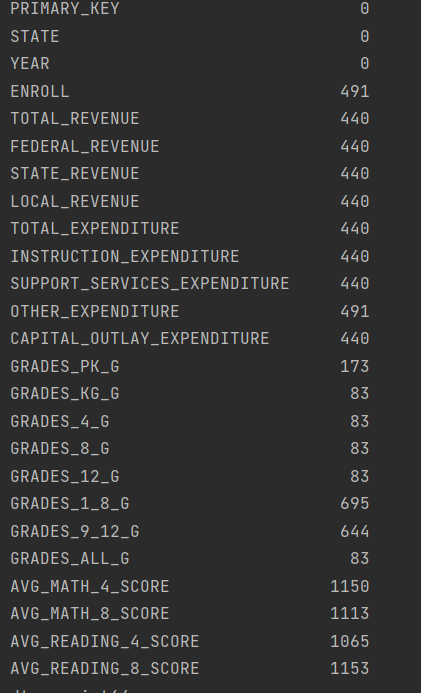 PRIMARY_KEY 0
STATE 0
YEAR 0
ENROLL 491
TOTAL_REVENUE 440
FEDERAL_REVENUE 440
STATE_REVENUE 440
LOCAL_REVENUE 440
TOTAL_EXPENDITURE 440
INSTRUCTION_EXPENDITURE 440
SUPPORT_SERVICES_EXPENDITURE 440
OTHER_EXPENDITURE 491
CAPITAL_OUTLAY_EXPENDITURE 440
GRADES_PK_G 173
GRADES_KG_G 83
GRADES_4_G 83
GRADES_8_G 83
GRADES_12_G 83
GRADES_1_8_G 695
GRADES_9_12_G 644
GRADES_ALL_G 83
AVG_MATH_4_SCORE 1150
AVG_MATH_8_SCORE 1113
AVG_READING_4_SCORE 1065
AVG_READING_8_SCORE 1153